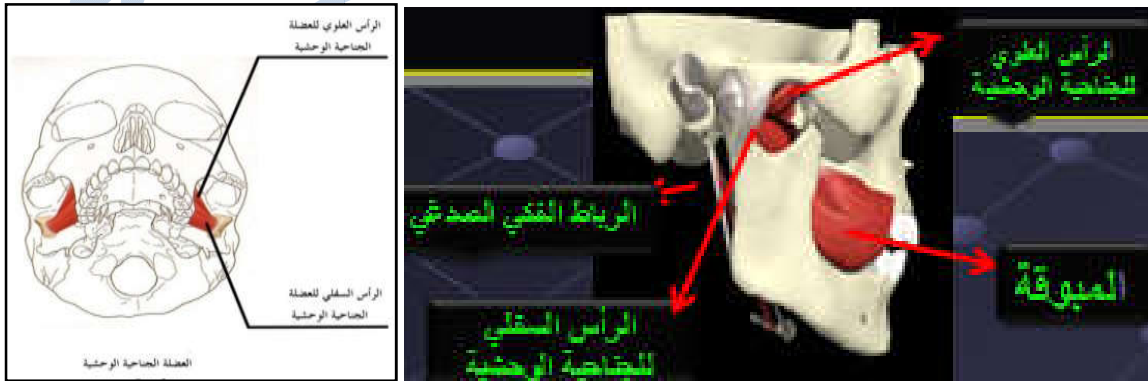 الرأس العلوي للعضلة
الجناحية الوحشية
الرأس السفلي للعضلة
الجناحية الوحشية
العضلة الجناحية الوحشية
الرأس العلوي
للجناحية الوحشية
الرباط الفكي الصدغي
المبوقة
الرأس السفلي
للجناحية الوحشية